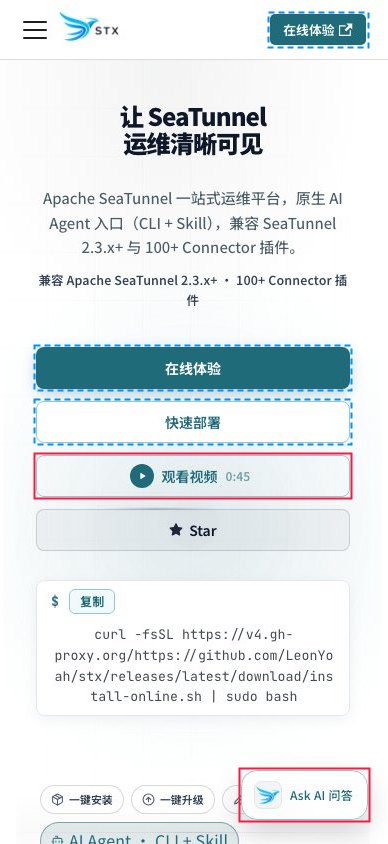 STX
在线体验
让 SeaTunnel
运维清晰可见
Apache SeaTunnel 一站式运维平台，原生 AI
Agent 入口（CLI + Skill），兼容 SeaTunnel
2.3.x+ 与 100+ Connector 插件。
兼容 Apache SeaTunnel 2.3.x+ · 100+ Connector 插
件
在线体验
快速部署
观看视频 0:45
Star
$ 复制
curl -fsSL https://v4.gh-
proxy.org/https://github.com/LeonYo
ah/stx/releases/latest/download/ins
tall-online.sh | sudo bash
一键安装 一键升级
Ask AI 问答
AI Agent · CLI + Skill